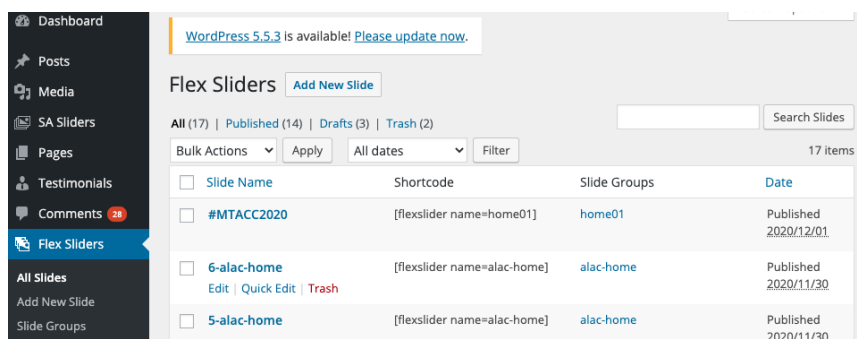 Dashboard
Posts
Media
SA Sliders
Pages
Testimonials
Comments 28
Flex Sliders
All Slides
Add New Slide
Slide Groups
WordPress 5.5.3 is available! Please update now.
Flex Sliders Add New Slide
All (17) | Published (14) | Drafts (3) | Trash (2)
Search Slides
Bulk Actions Apply All dates Filter 17 items
Slide Name Shortcode Slide Groups Date
#MTACC2020 [flexslider name=home01] home01 Published
2020/12/01
6-alac-home [flexslider name=alac-home] alac-home Published
Edit | Quick Edit | Trash 2020/11/30
5-alac-home [flexslider name=alac-home] alac-home Published
2020/11/30